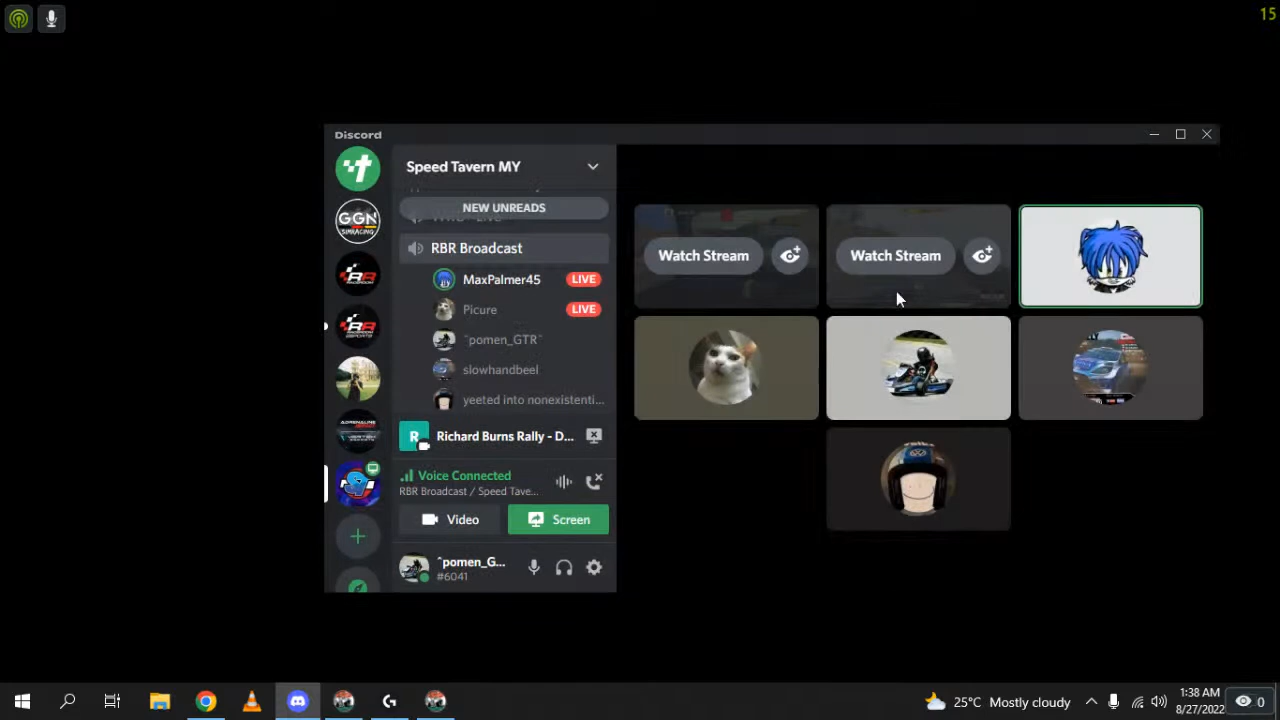 15
Discord
Speed Tavern MY
NEW UNREADS
GGN
SIMRACING
RBR Broadcast
MaxPalmer45
LIVE
Picure
LIVE
^pomen_GTR^
slowhandbeel
yeeted into nonexistenti...
R
Richard Burns Rally - D...
Voice Connected
RBR Broadcast / Speed Tave...
Video
Screen
^pomen_G...
#6041
Watch Stream
Watch Stream
25°C Mostly cloudy
1:38 AM
8/27/2022
0